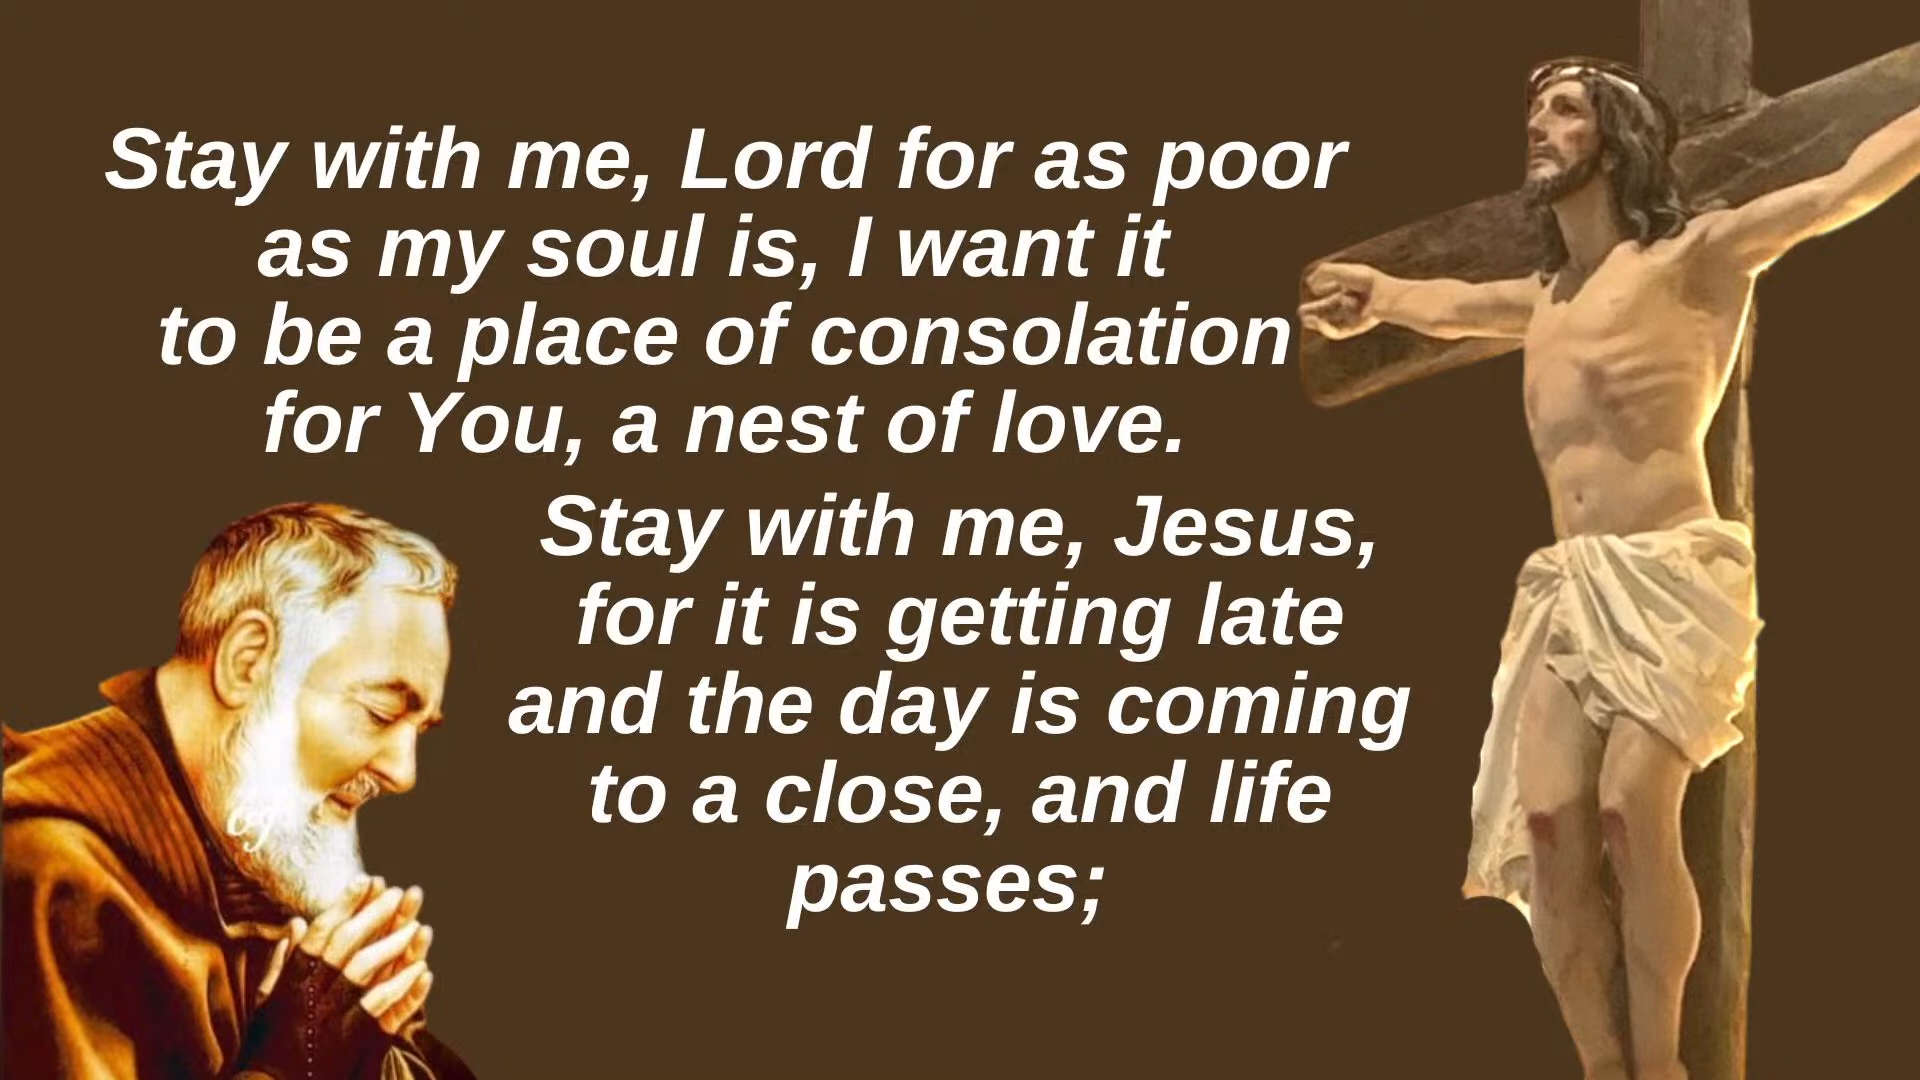 Stay with me, Lord for as poor
as my soul is, I want it
to be a place of consolation
for You, a nest of love.
Stay with me, Jesus,
for it is getting late
and the day is coming
to a close, and life
passes;